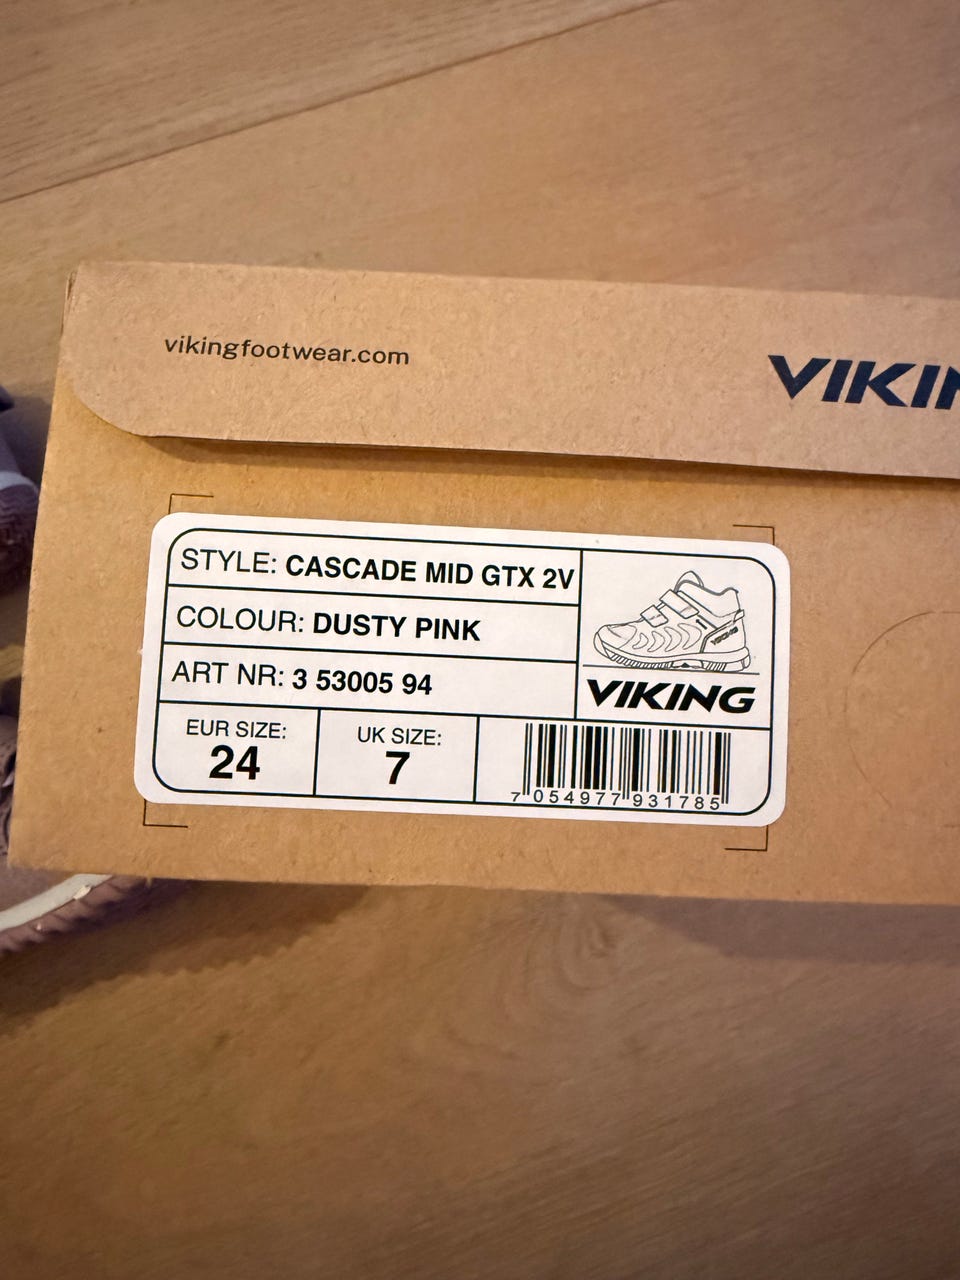 vikingfootwear.com
VIKIN
STYLE: CASCADE MID GTX 2V
COLOUR: DUSTY PINK
ART NR: 3 53005 94
VIKING
VIKING
EUR SIZE:
24
UK SIZE:
7
7 054977 931785